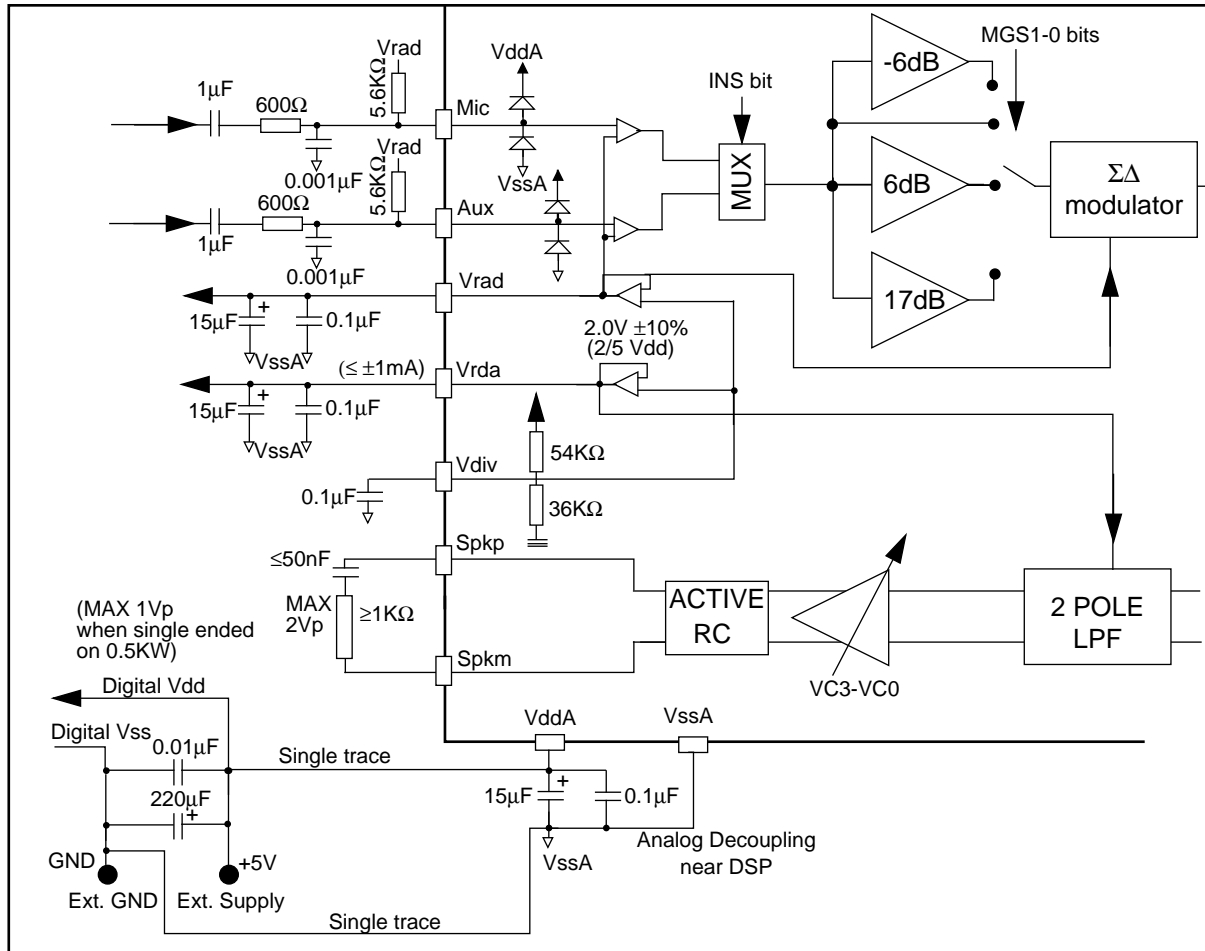 Vrad
VddA
MGS1-0 bits
-6dB
1μF
600Ω
5.6KΩ
Mic
INS bit
Vrad
0.001μF
VssA
MUX
6dB
ΣΔ
modulator
600Ω
5.6KΩ
Aux
1μF
0.001μF
Vrad
17dB
15μF
+
0.1μF
VssA
2.0V ±10%
(2/5 Vdd)
(≤ ±1mA)
Vrda
15μF
+
0.1μF
VssA
54KΩ
Vdiv
0.1μF
36KΩ
Spkp
≤50nF
MAX
2Vp
≥1KΩ
ACTIVE
RC
2 POLE
LPF
(MAX 1Vp
when single ended
on 0.5KW)
Spkm
VC3-VC0
Digital Vdd
VddA
VssA
Digital Vss
0.01μF
Single trace
220μF
+
15μF
+
0.1μF
GND
+5V
VssA
Analog Decoupling
near DSP
Ext. GND
Ext. Supply
Single trace